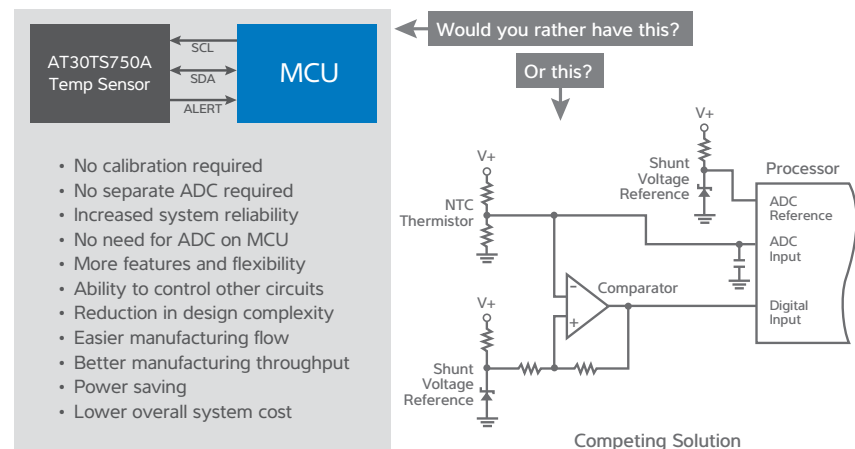 AT30TS750A
Temp Sensor
SCL
SDA
ALERT
MCU
Would you rather have this?
Or this?
• No calibration required
• No separate ADC required
• Increased system reliability
• No need for ADC on MCU
• More features and flexibility
• Ability to control other circuits
• Reduction in design complexity
• Easier manufacturing flow
• Better manufacturing throughput
• Power saving
• Lower overall system cost
V+
NTC
Thermistor
V+
Shunt
Voltage
Reference
Processor
ADC
Reference
ADC
Input
Digital
Input
-
+
Comparator
V+
Shunt
Voltage
Reference
Competing Solution